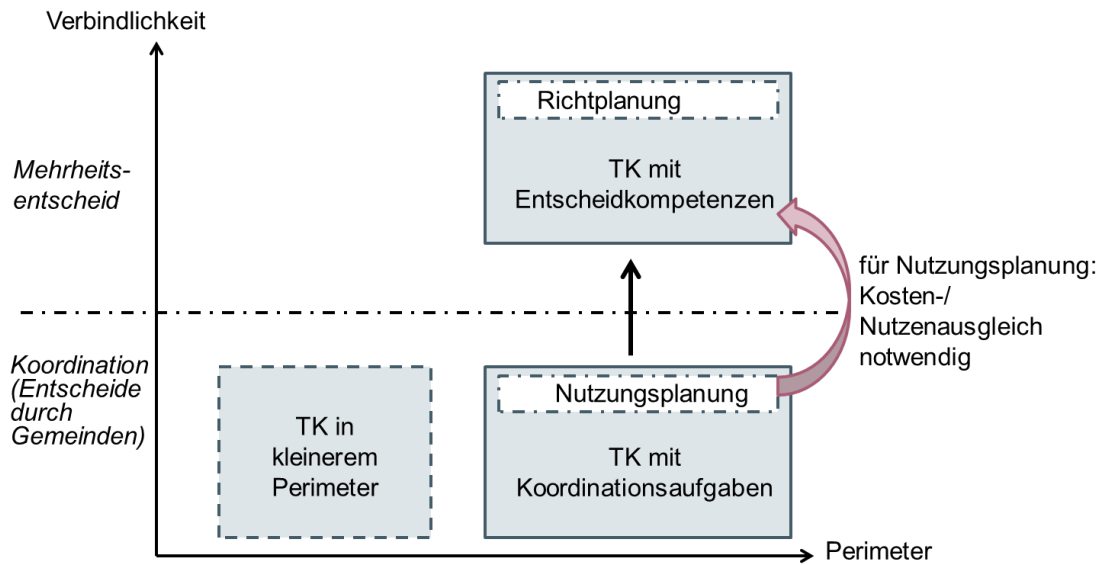 Verbindlichkeit
Mehrheits-
entscheid
Richtplanung
TK mit
Entscheidkompetenzen
für Nutzungsplanung:
Kosten-/
Nutzenausgleich
notwendig
Koordination
(Entscheide
durch
Gemeinden)
TK in
kleinerem
Perimeter
Nutzungsplanung
TK mit
Koordinationsaufgaben
Perimeter